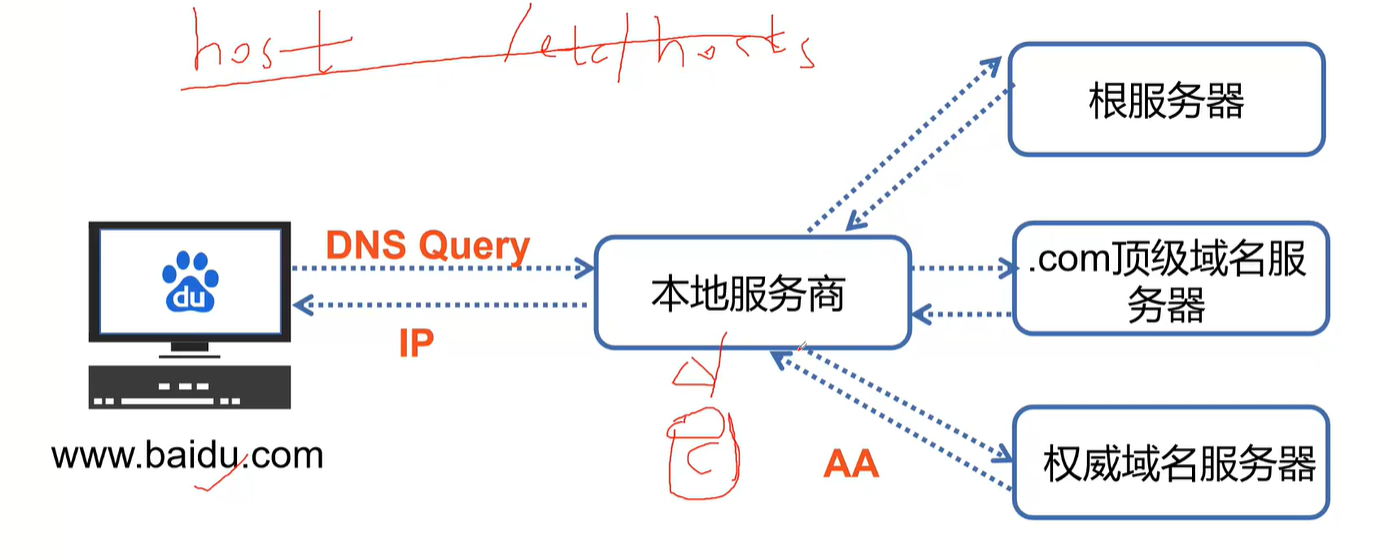 host /etc/hosts
根服务器
DNS Query
IP
du
www.baidu.com
本地服务商
C
.com顶级域名服
务器
AA
权威域名服务器